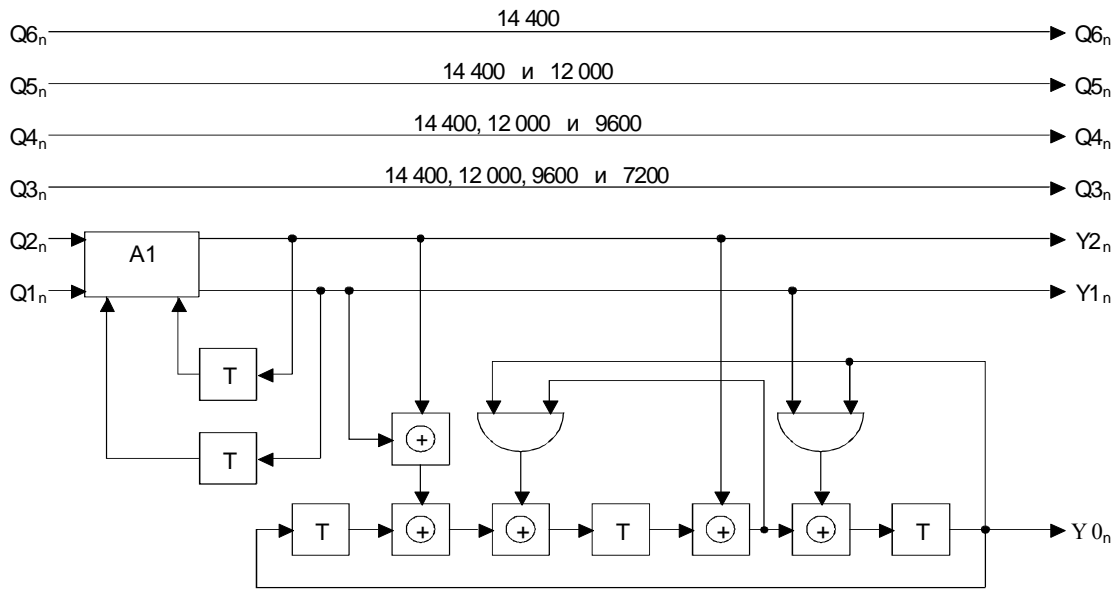 14 400
Q6n Q6n
14 400 и 12 000
Q5n Q5n
14 400, 12 000 и 9600
Q4n Q4n
14 400, 12 000, 9600 и 7200
Q3n Q3n
Q2n A1 Y2n
Q1n Y1n
T
+
T
T + + T + + T Y0n